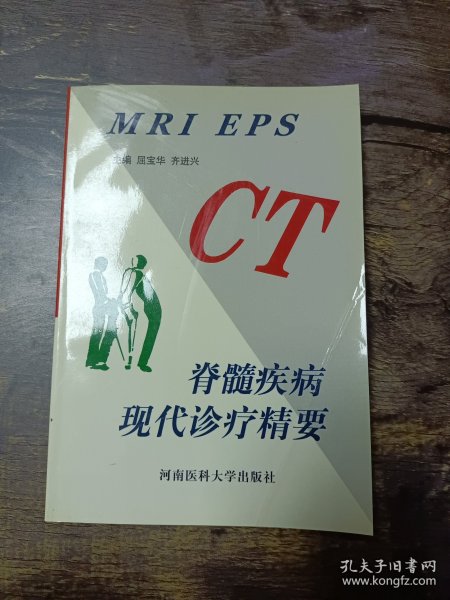 MRI EPS
主编 屈宝华 齐进兴
CT
脊髓疾病
现代诊疗精要
河南医科大学出版社
孔夫子旧书网
www.kongfz.com